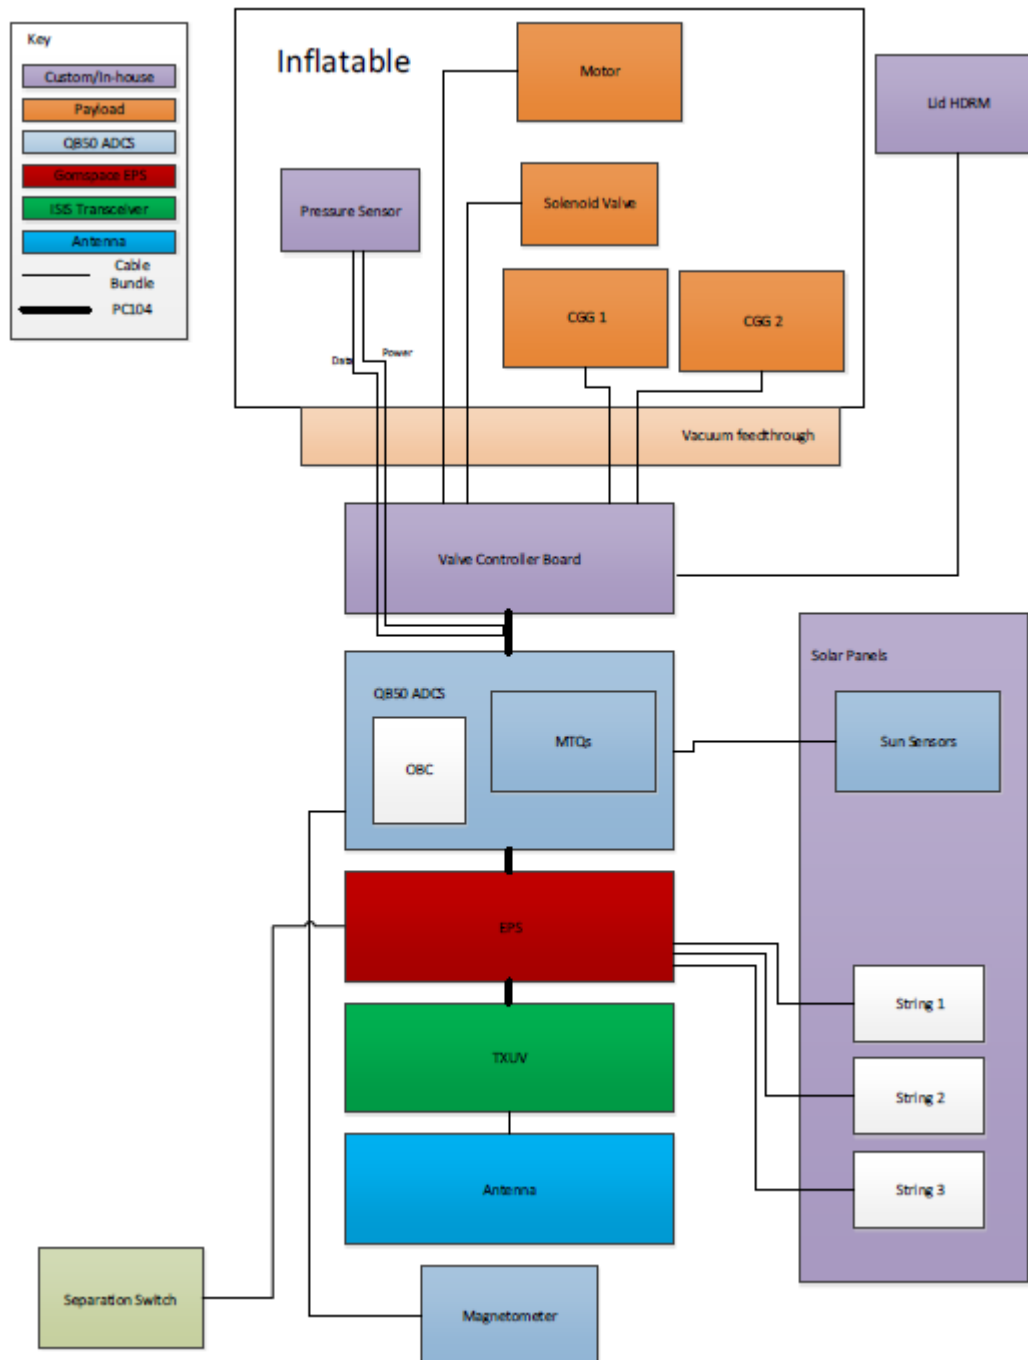 Key
Custom/In-house
Payload
QB50 ADCS
Gomspace EPS
ISIS Transceiver
Antenna
Cable
Bundle
PC104
Inflatable
Motor
Lid HDRM
Pressure Sensor
Solenoid Valve
CGG 1
CGG 2
Data
Power
Vacuum feedthrough
Valve Controller Board
Solar Panels
QB50 ADCS
MTQs
OBC
Sun Sensors
EPS
String 1
TXUV
String 2
Antenna
String 3
Separation Switch
Magnetometer